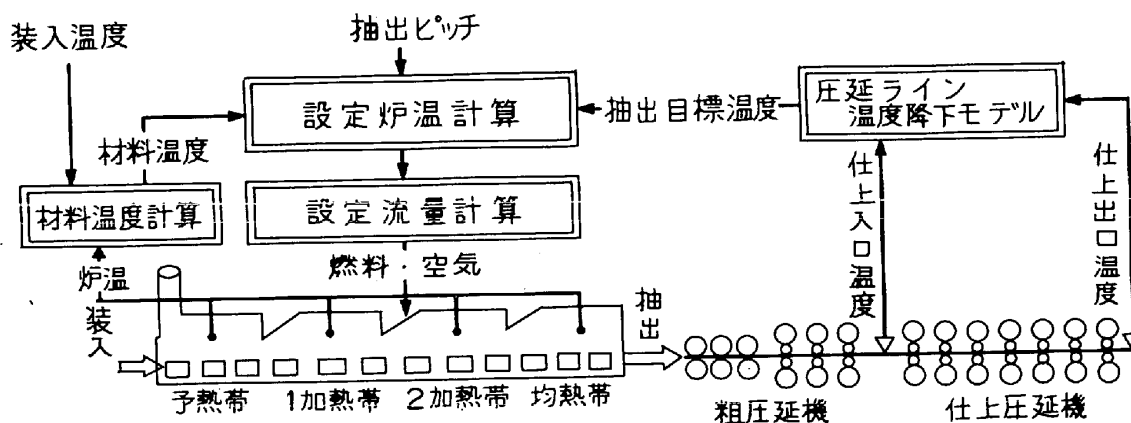 装入温度
抽出ピッチ
設定炉温計算
抽出目標温度
圧延ライン
温度降下モデル
材料温度
材料温度計算
設定流量計算
仕上入口温度
仕上出口温度
炉温
燃料・空気
装入
抽出
予熱帯
1加熱帯
2加熱帯
均熱帯
粗圧延機
仕上圧延機